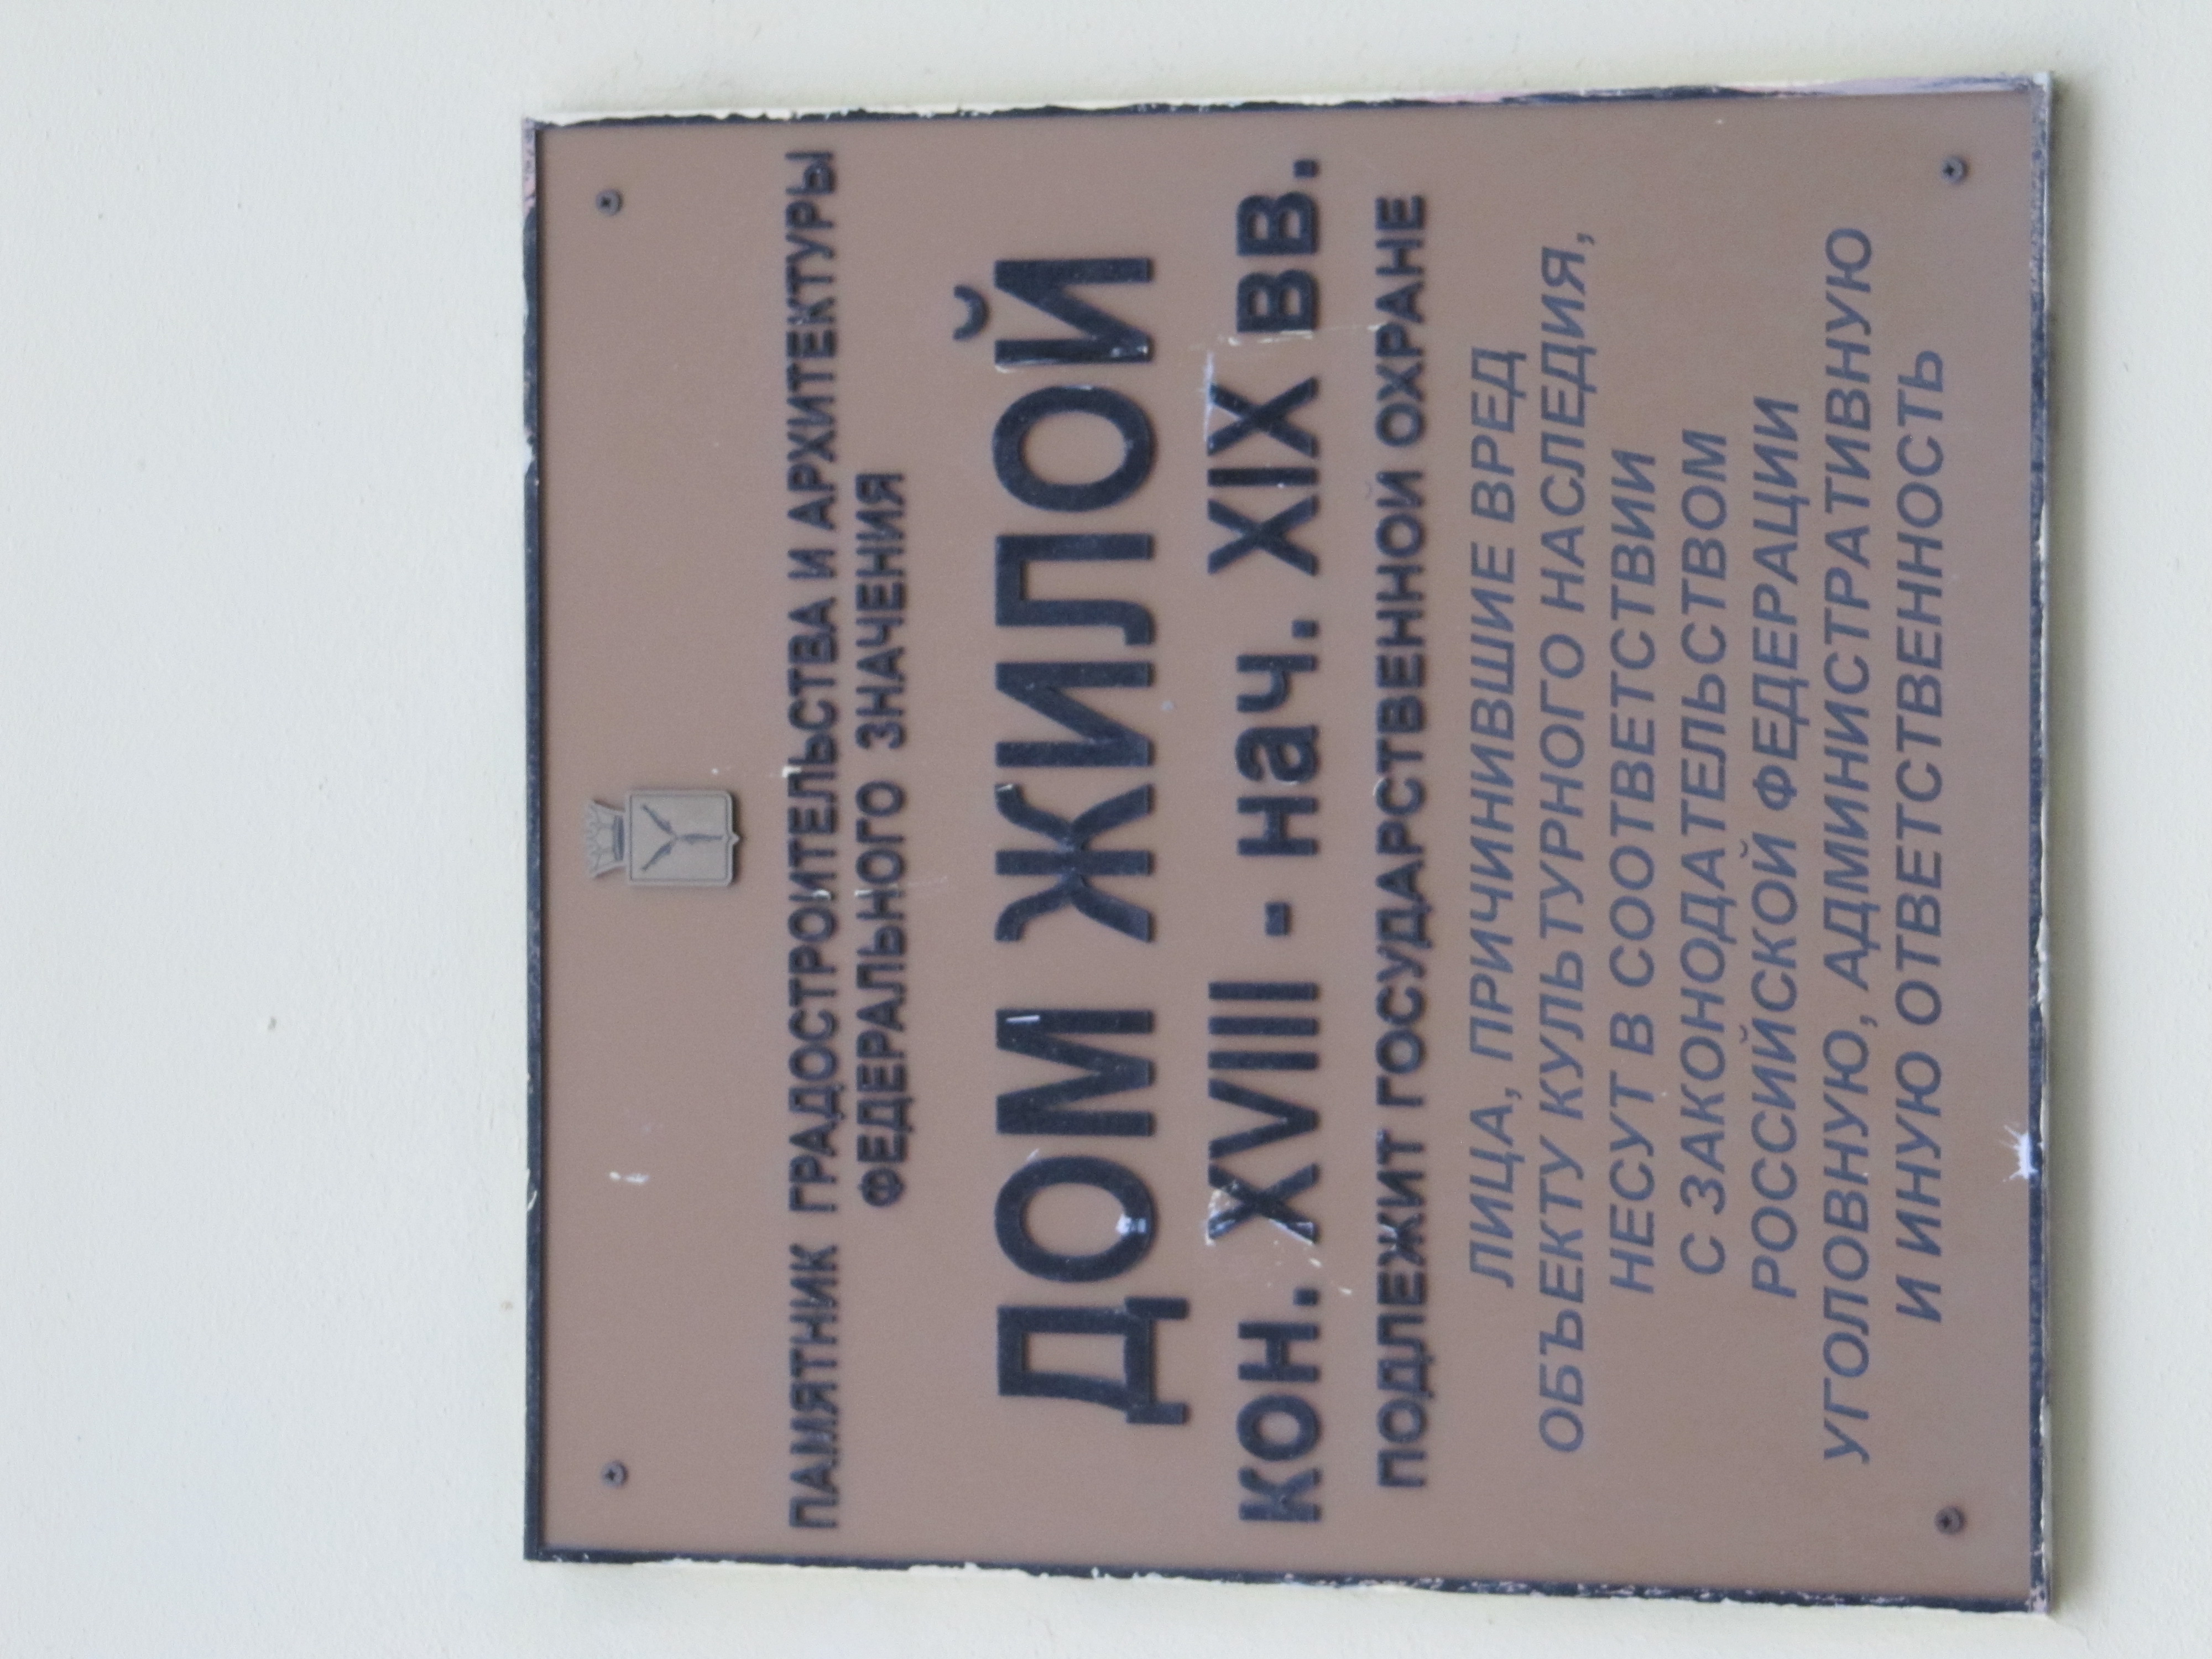 ПАМЯТНИК ГРАДОСТРОИТЕЛЬСТВА И АРХИТЕКТУРЫ
ФЕДЕРАЛЬНОГО ЗНАЧЕНИЯ
ДОМ ЖИЛОЙ
кон. XVIII - нач. XIX вв.
ПОДЛЕЖИТ ГОСУДАРСТВЕННОЙ ОХРАНЕ
ЛИЦА, ПРИЧИНИВШИЕ ВРЕД
ОБЪЕКТУ КУЛЬТУРНОГО НАСЛЕДИЯ,
НЕСУТ В СООТВЕТСТВИИ
С ЗАКОНОДАТЕЛЬСТВОМ
РОССИЙСКОЙ ФЕДЕРАЦИИ
УГОЛОВНУЮ, АДМИНИСТРАТИВНУЮ
И ИНУЮ ОТВЕТСТВЕННОСТЬ